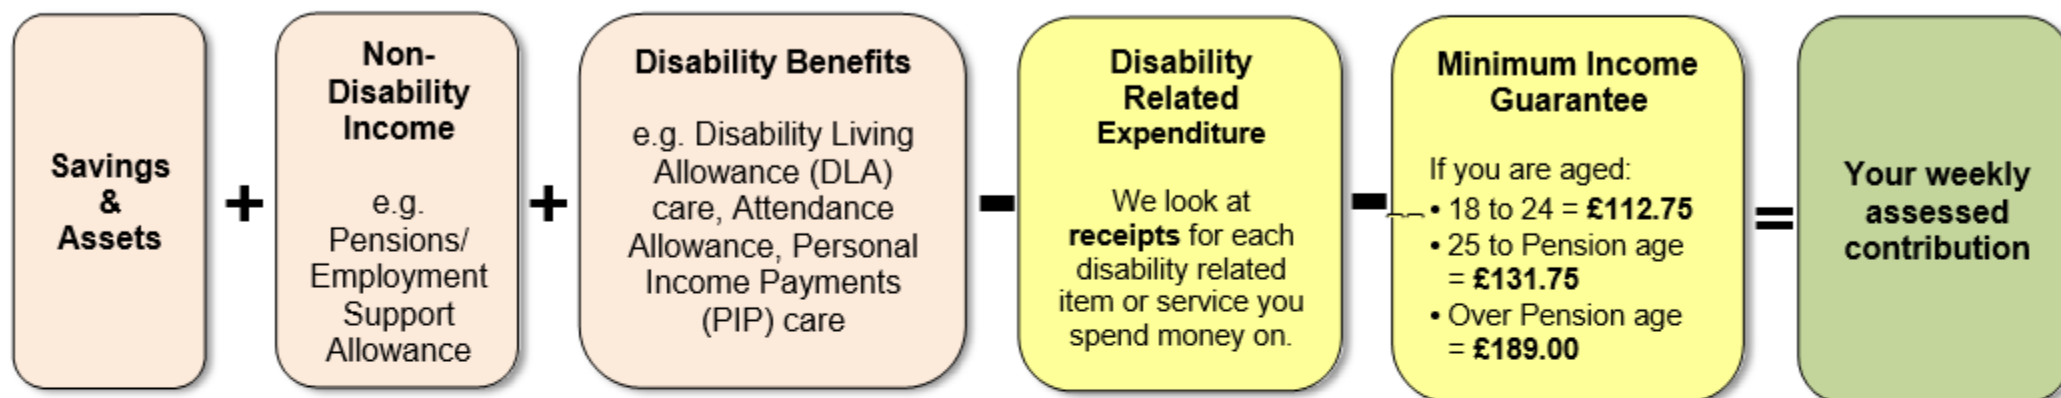 Savings
&
Assets
+
Non-
Disability
Income
e.g.
Pensions/
Employment
Support
Allowance
+
Disability Benefits
e.g. Disability Living
Allowance (DLA)
care, Attendance
Allowance, Personal
Income Payments
(PIP) care
-
Disability
Related
Expenditure
We look at
receipts for each
disability related
item or service you
spend money on.
-
Minimum Income
Guarantee
If you are aged:
• 18 to 24 = £112.75
• 25 to Pension age
= £131.75
• Over Pension age
= £189.00
=
Your weekly
assessed
contribution